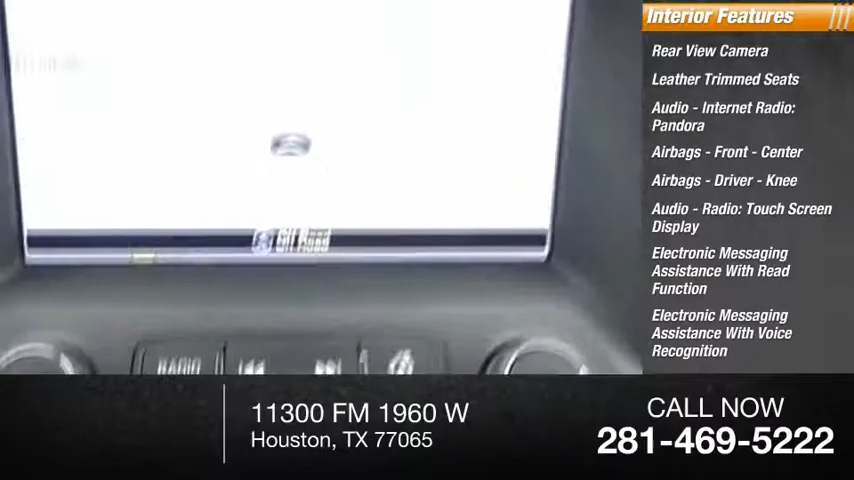 Interior Features
Rear View Camera
Leather Trimmed Seats
Audio - Internet Radio:
Pandora
Airbags - Front - Center
Airbags - Driver - Knee
Audio - Radio: Touch Screen
Display
Electronic Messaging
Assistance With Read
Function
Electronic Messaging
Assistance With Voice
Recognition
RADIO
11300 FM 1960 W
Houston, TX 77065
CALL NOW
281-469-5222